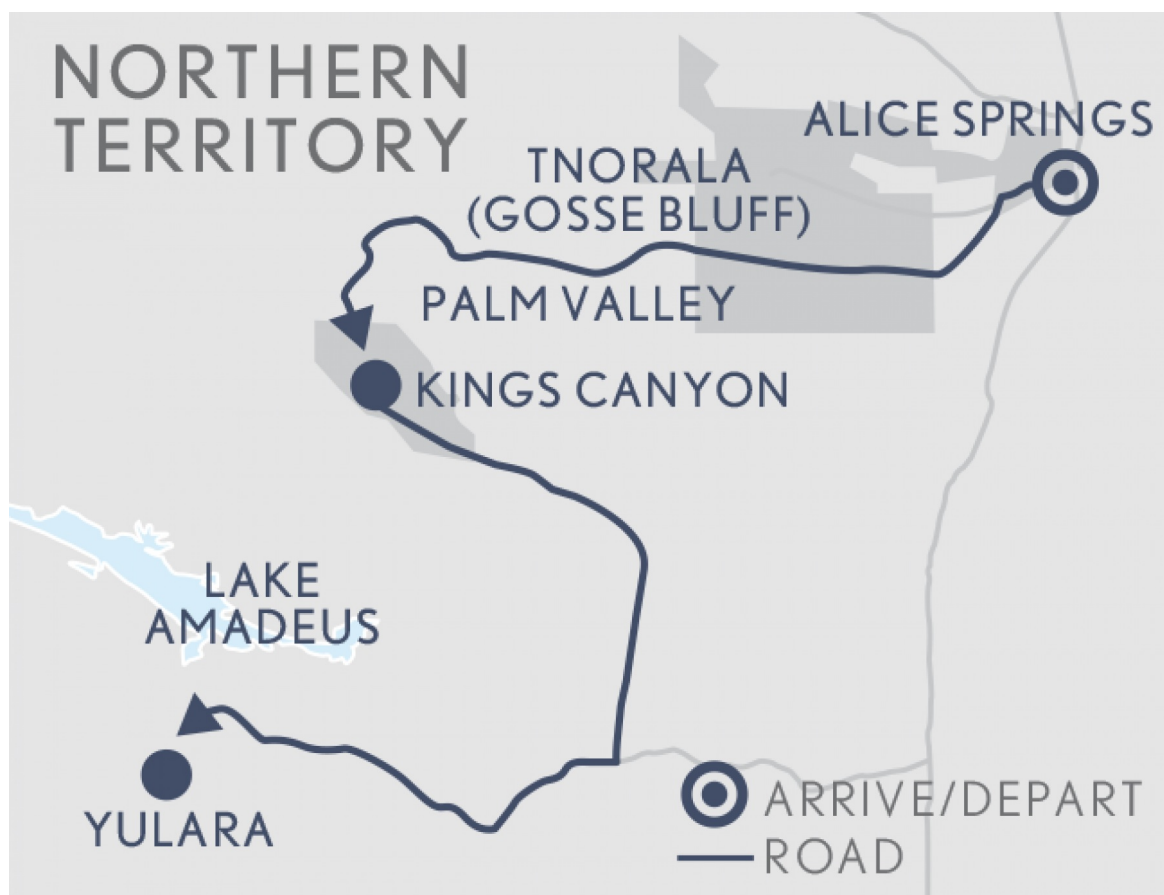 NORTHERN
TERRITORY
ALICE SPRINGS
TNORALA
(GOSSE BLUFF)
PALM VALLEY
KINGS CANYON
LAKE
AMADEUS
YULARA
ARRIVE/DEPART
ROAD